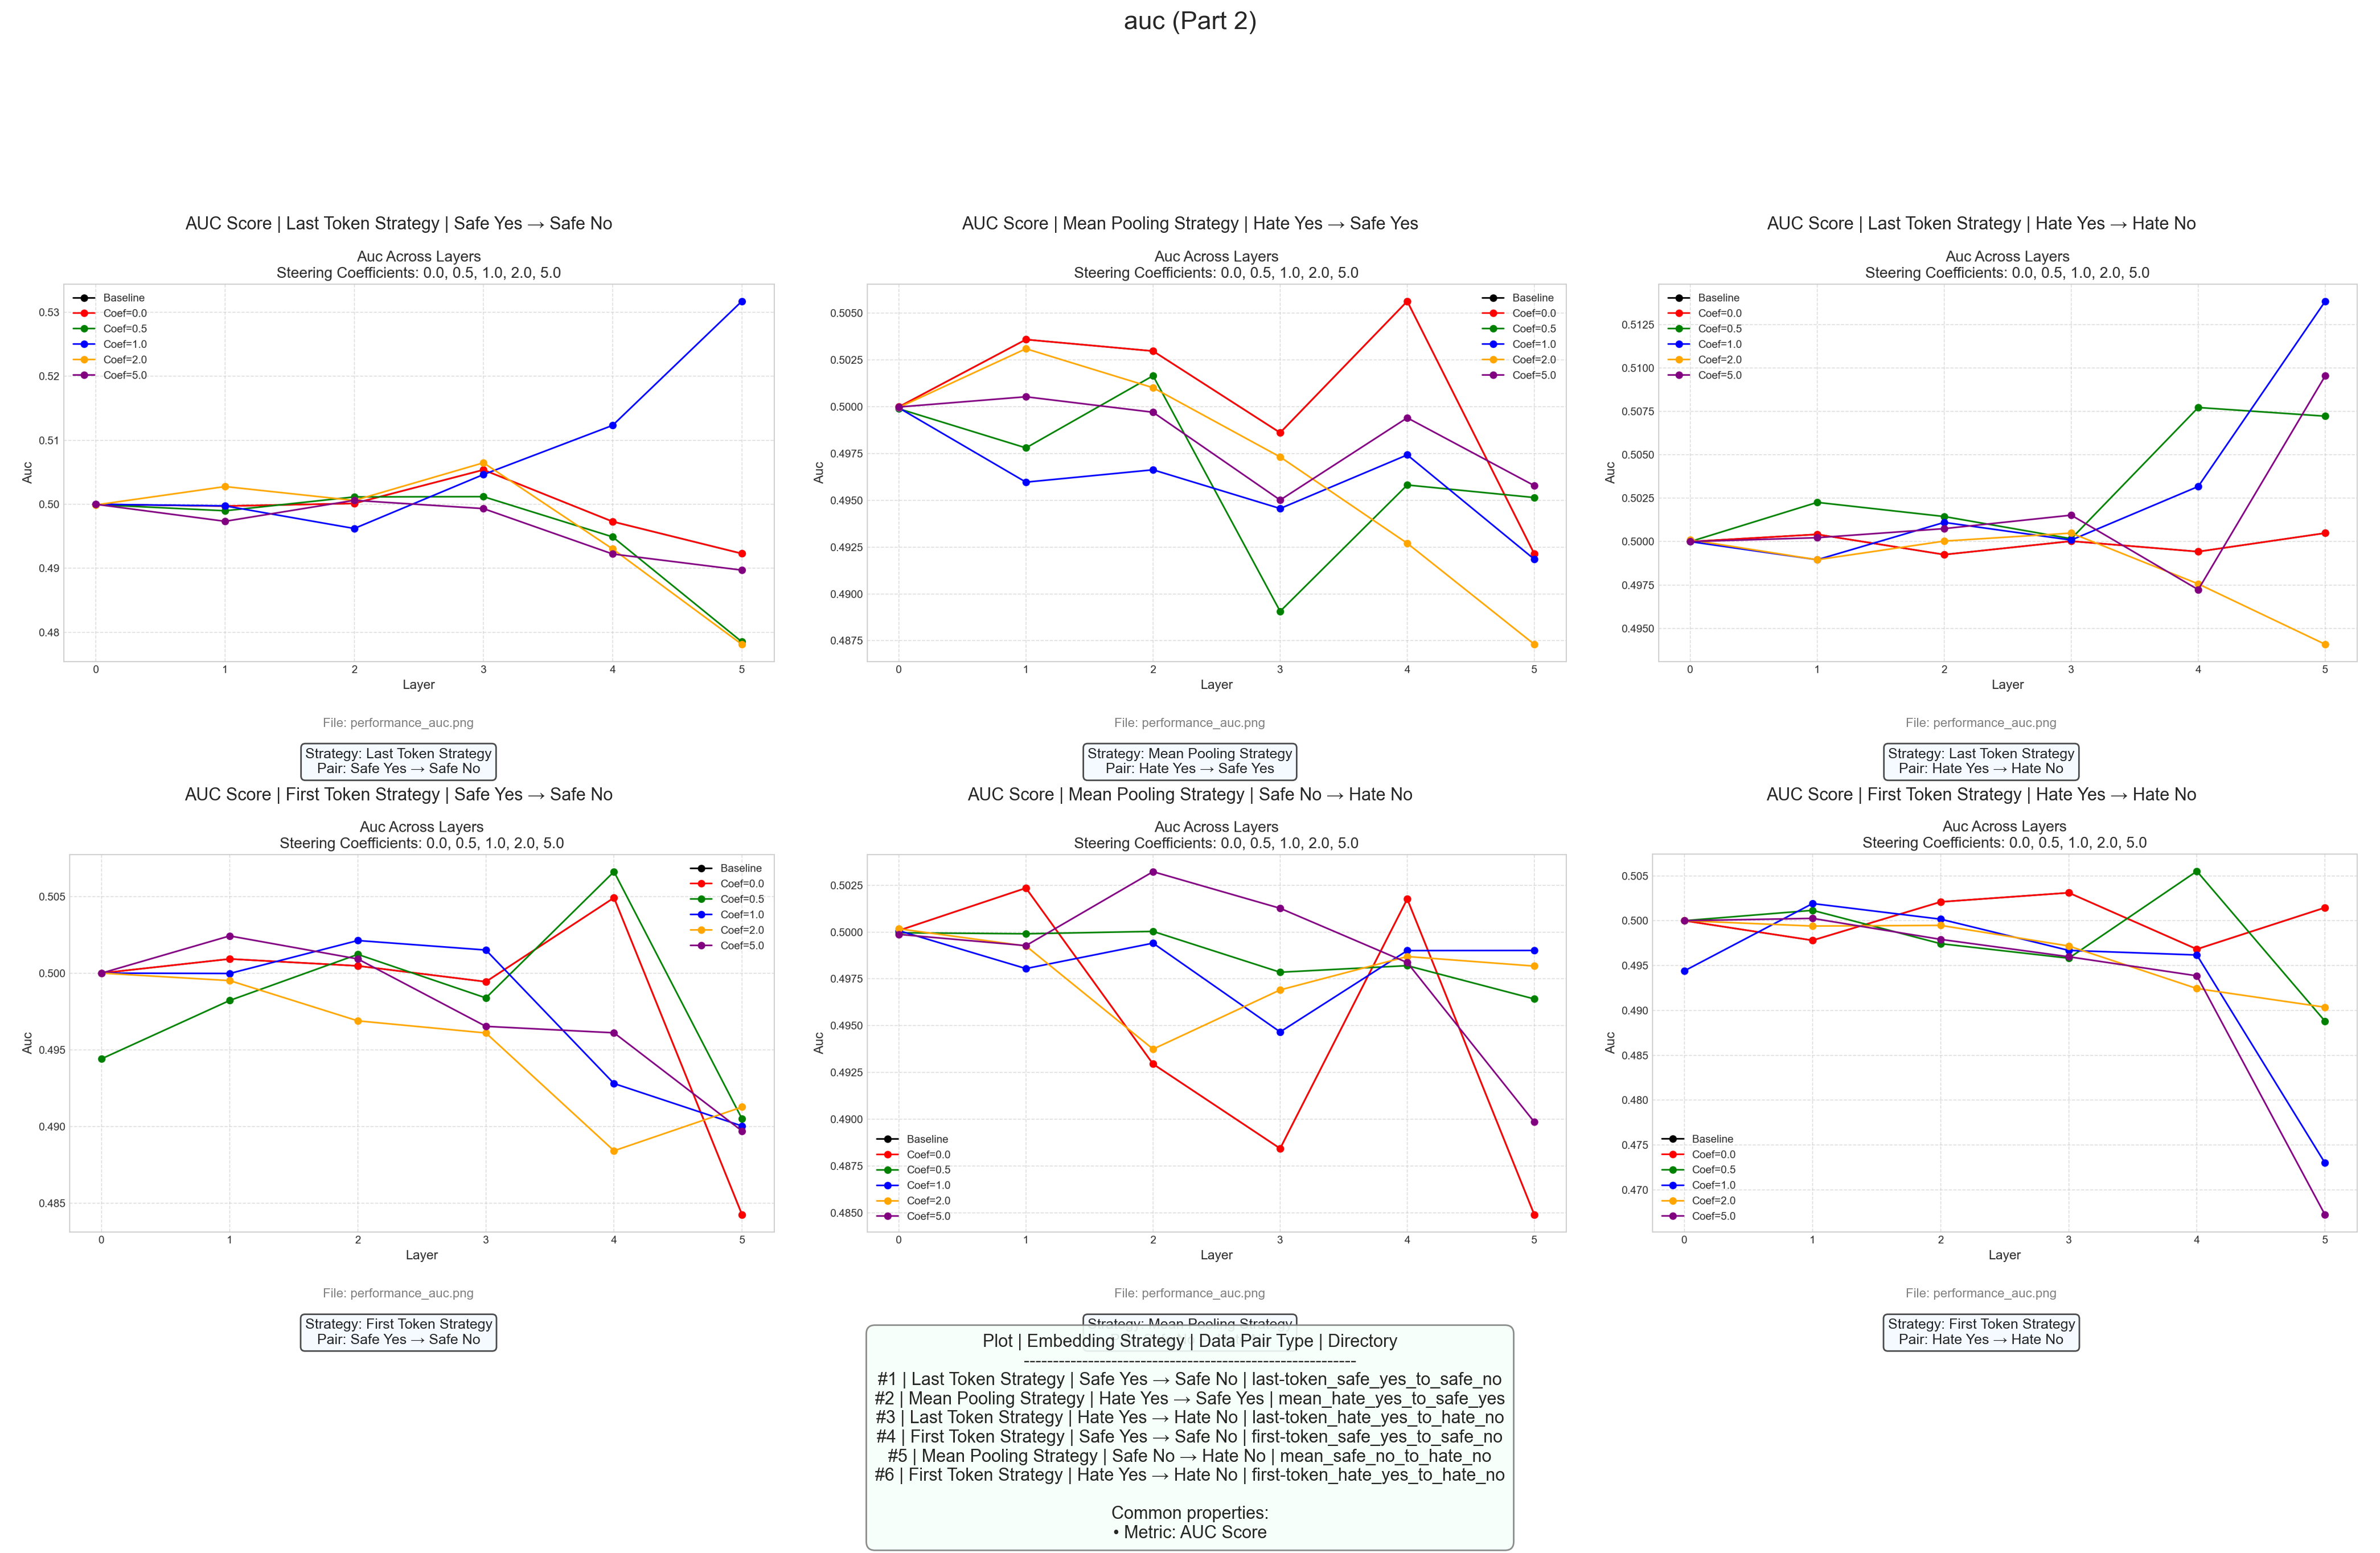 auc (Part 2)
AUC Score | Last Token Strategy | Safe Yes → Safe No
Auc Across Layers
Steering Coefficients: 0.0, 0.5, 1.0, 2.0, 5.0
Baseline
Coef=0.0
Coef=0.5
Coef=1.0
Coef=2.0
Coef=5.0
0.53
0.52
0.51
0.50
0.49
0.48
Auc
0 1 2 3 4 5
Layer
File: performance_auc.png
Strategy: Last Token Strategy
Pair: Safe Yes → Safe No
AUC Score | Mean Pooling Strategy | Hate Yes → Safe Yes
Auc Across Layers
Steering Coefficients: 0.0, 0.5, 1.0, 2.0, 5.0
Baseline
Coef=0.0
Coef=0.5
Coef=1.0
Coef=2.0
Coef=5.0
0.5050
0.5025
0.5000
0.4975
0.4950
0.4925
0.4900
0.4875
Auc
0 1 2 3 4 5
Layer
File: performance_auc.png
Strategy: Mean Pooling Strategy
Pair: Hate Yes → Safe Yes
AUC Score | Last Token Strategy | Hate Yes → Hate No
Auc Across Layers
Steering Coefficients: 0.0, 0.5, 1.0, 2.0, 5.0
Baseline
Coef=0.0
Coef=0.5
Coef=1.0
Coef=2.0
Coef=5.0
0.5125
0.5100
0.5075
0.5050
0.5025
0.5000
0.4975
0.4950
Auc
0 1 2 3 4 5
Layer
File: performance_auc.png
Strategy: Last Token Strategy
Pair: Hate Yes → Hate No
AUC Score | First Token Strategy | Safe Yes → Safe No
Auc Across Layers
Steering Coefficients: 0.0, 0.5, 1.0, 2.0, 5.0
Baseline
Coef=0.0
Coef=0.5
Coef=1.0
Coef=2.0
Coef=5.0
0.505
0.500
0.495
0.490
0.485
Auc
0 1 2 3 4 5
Layer
File: performance_auc.png
Strategy: First Token Strategy
Pair: Safe Yes → Safe No
AUC Score | Mean Pooling Strategy | Safe No → Hate No
Auc Across Layers
Steering Coefficients: 0.0, 0.5, 1.0, 2.0, 5.0
0.5025
0.5000
0.4975
0.4950
0.4925
0.4900
0.4875
0.4850
Auc
Baseline
Coef=0.0
Coef=0.5
Coef=1.0
Coef=2.0
Coef=5.0
0 1 2 3 4 5
Layer
File: performance_auc.png
Strategy: Mean Pooling Strategy
AUC Score | First Token Strategy | Hate Yes → Hate No
Auc Across Layers
Steering Coefficients: 0.0, 0.5, 1.0, 2.0, 5.0
0.505
0.500
0.495
0.490
0.485
0.480
0.475
0.470
Auc
Baseline
Coef=0.0
Coef=0.5
Coef=1.0
Coef=2.0
Coef=5.0
0 1 2 3 4 5
Layer
File: performance_auc.png
Strategy: First Token Strategy
Pair: Hate Yes → Hate No
Plot | Embedding Strategy | Data Pair Type | Directory
------------------------------------------------------------
#1 | Last Token Strategy | Safe Yes → Safe No | last-token_safe_yes_to_safe_no
#2 | Mean Pooling Strategy | Hate Yes → Safe Yes | mean_hate_yes_to_safe_yes
#3 | Last Token Strategy | Hate Yes → Hate No | last-token_hate_yes_to_hate_no
#4 | First Token Strategy | Safe Yes → Safe No | first-token_safe_yes_to_safe_no
#5 | Mean Pooling Strategy | Safe No → Hate No | mean_safe_no_to_hate_no
#6 | First Token Strategy | Hate Yes → Hate No | first-token_hate_yes_to_hate_no
Common properties:
• Metric: AUC Score